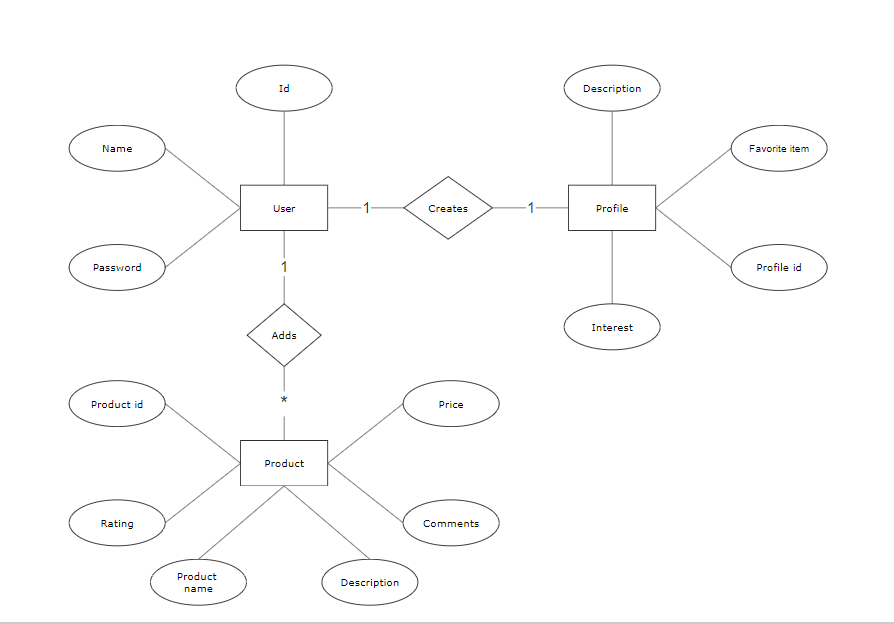 Id
Description
Name
Favorite item
User
1
Creates
1
Profile
Password
1
Profile id
Interest
Adds
*
Product id
Price
Product
Rating
Comments
Product
name
Description